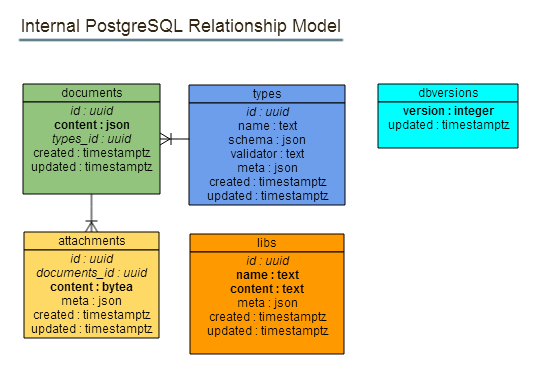 Internal PostgreSQL Relationship Model
documents
id : uuid
content : json
types_id : uuid
created : timestamptz
updated : timestamptz
types
id : uuid
name : text
schema : json
validator : text
meta : json
created : timestamptz
updated : timestamptz
dbversions
version : integer
updated : timestamptz
attachments
id : uuid
documents_id : uuid
content : bytea
meta : json
created : timestamptz
updated : timestamptz
libs
id : uuid
name : text
content : text
meta : json
created : timestamptz
updated : timestamptz